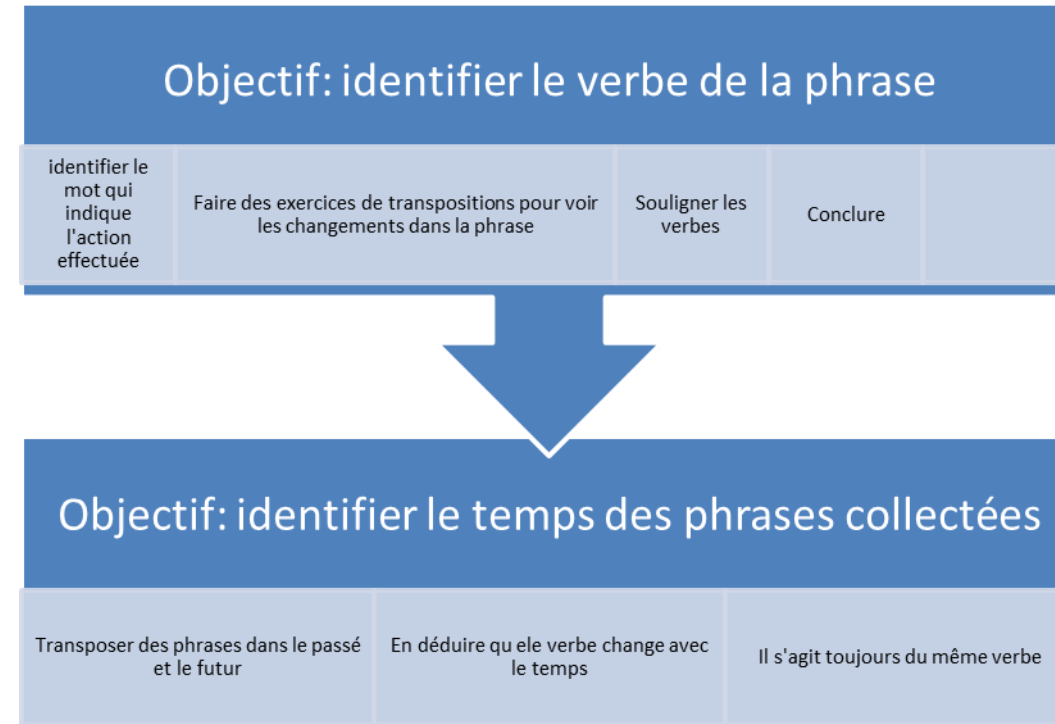 Objectif: identifier le verbe de la phrase
identifier le
mot qui
indique
l'action
effectuée
Faire des exercices de transpositions pour voir
les changements dans la phrase
Souligner les
verbes
Conclure
Objectif: identifier le temps des phrases collectées
Transposer des phrases dans le passé
et le futur
En déduire qu ele verbe change avec
le temps
Il s'agit toujours du même verbe